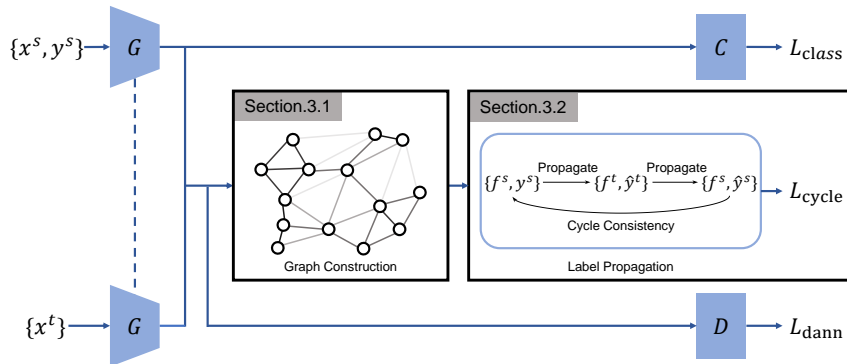 {x^s, y^s}
G
C
L_class
Section.3.1
Section.3.2
Propagate
Propagate
{f^s, y^s}
{f^t, ŷ^t}
{f^s, ŷ^s}
L_cycle
Cycle Consistency
Graph Construction
Label Propagation
{x^t}
G
D
L_dann